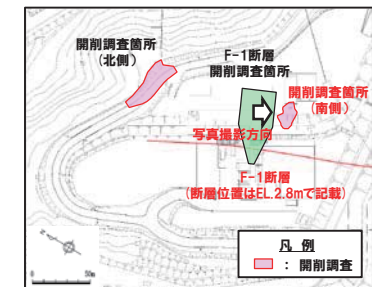 開削調査箇所
(北側)
F-1断層
開削調査箇所
開削調査箇所
(南側)
写真撮影方向
F-1断層
(断層位置はEL.2.8mで記載)
凡 例
: 開削調査
0
50m